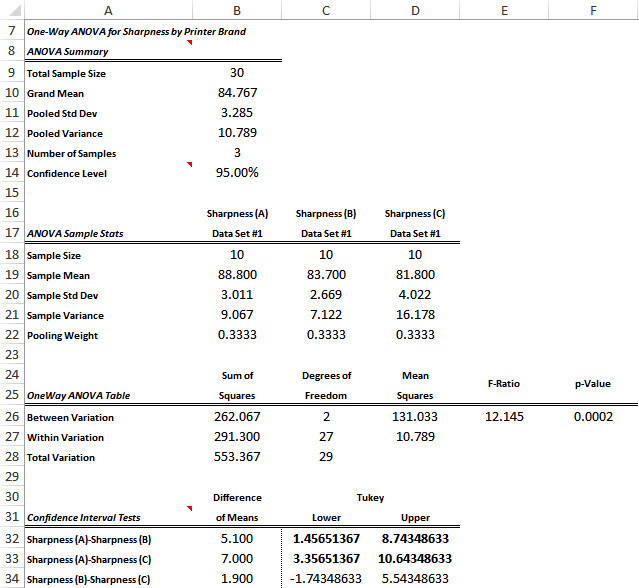 A B C D E F
7 One-Way ANOVA for Sharpness by Printer Brand
8 ANOVA Summary
9 Total Sample Size 30
10 Grand Mean 84.767
11 Pooled Std Dev 3.285
12 Pooled Variance 10.789
13 Number of Samples 3
14 Confidence Level 95.00%
15
16 Sharpness (A) Sharpness (B) Sharpness (C)
17 ANOVA Sample Stats Data Set #1 Data Set #1 Data Set #1
18 Sample Size 10 10 10
19 Sample Mean 88.800 83.700 81.800
20 Sample Std Dev 3.011 2.669 4.022
21 Sample Variance 9.067 7.122 16.178
22 Pooling Weight 0.3333 0.3333 0.3333
23
24 Sum of Degrees of Mean
F-Ratio p-Value
25 OneWay ANOVA Table Squares Freedom Squares
26 Between Variation 262.067 2 131.033 12.145 0.0002
27 Within Variation 291.300 27 10.789
28 Total Variation 553.367 29
29
30 Difference Tukey
31 Confidence Interval Tests of Means Lower Upper
32 Sharpness (A)-Sharpness (B) 5.100 1.45651367 8.74348633
33 Sharpness (A)-Sharpness (C) 7.000 3.35651367 10.64348633
34 Sharpness (B)-Sharpness (C) 1.900 -1.74348633 5.54348633